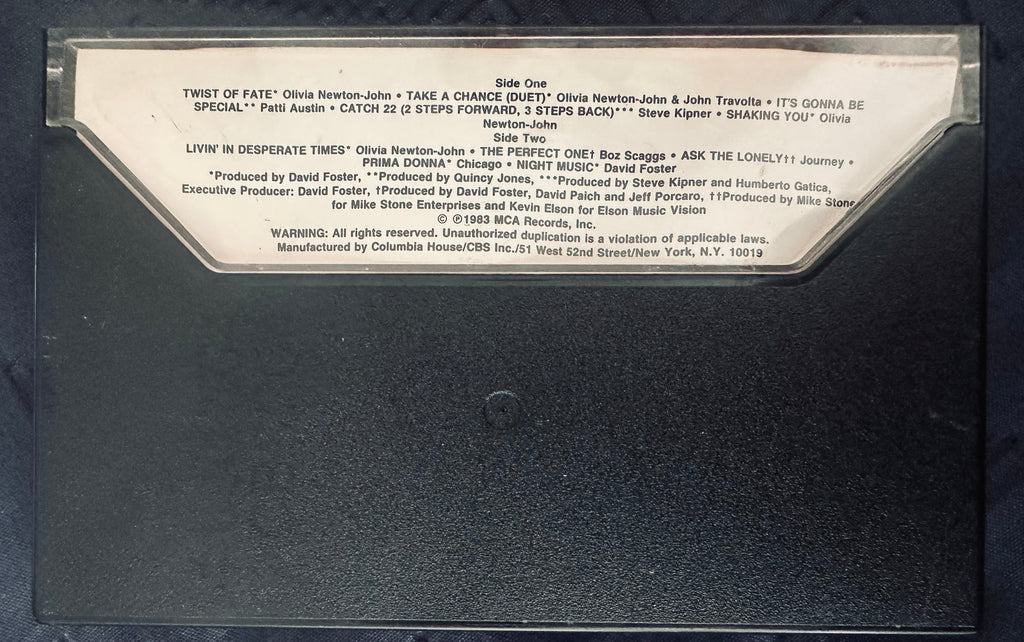 Side One
TWIST OF FATE* Olivia Newton-John • TAKE A CHANCE (DUET)* Olivia Newton-John & John Travolta • IT'S GONNA BE
SPECIAL** Patti Austin • CATCH 22 (2 STEPS FORWARD, 3 STEPS BACK)*** Steve Kipner • SHAKING YOU* Olivia
Newton-John
Side Two
LIVIN' IN DESPERATE TIMES* Olivia Newton-John • THE PERFECT ONE† Boz Scaggs • ASK THE LONELY†† Journey •
PRIMA DONNA* Chicago • NIGHT MUSIC* David Foster
*Produced by David Foster, **Produced by Quincy Jones, ***Produced by Steve Kipner and Humberto Gatica,
Executive Producer: David Foster, †Produced by David Foster, David Paich and Jeff Porcaro, ††Produced by Mike Stone
for Mike Stone Enterprises and Kevin Elson for Elson Music Vision
© ℗1983 MCA Records, Inc.
WARNING: All rights reserved. Unauthorized duplication is a violation of applicable laws.
Manufactured by Columbia House/CBS Inc./51 West 52nd Street/New York, N.Y. 10019